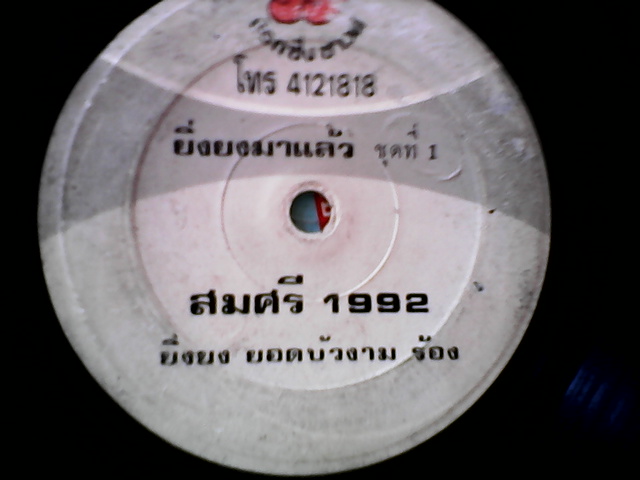 โทร 4121818
ยิ่งยงมาแล้ว ชุดที่ 1
สมศรี 1992
ยิ่งยง ยอดบัวงาม ร้อง